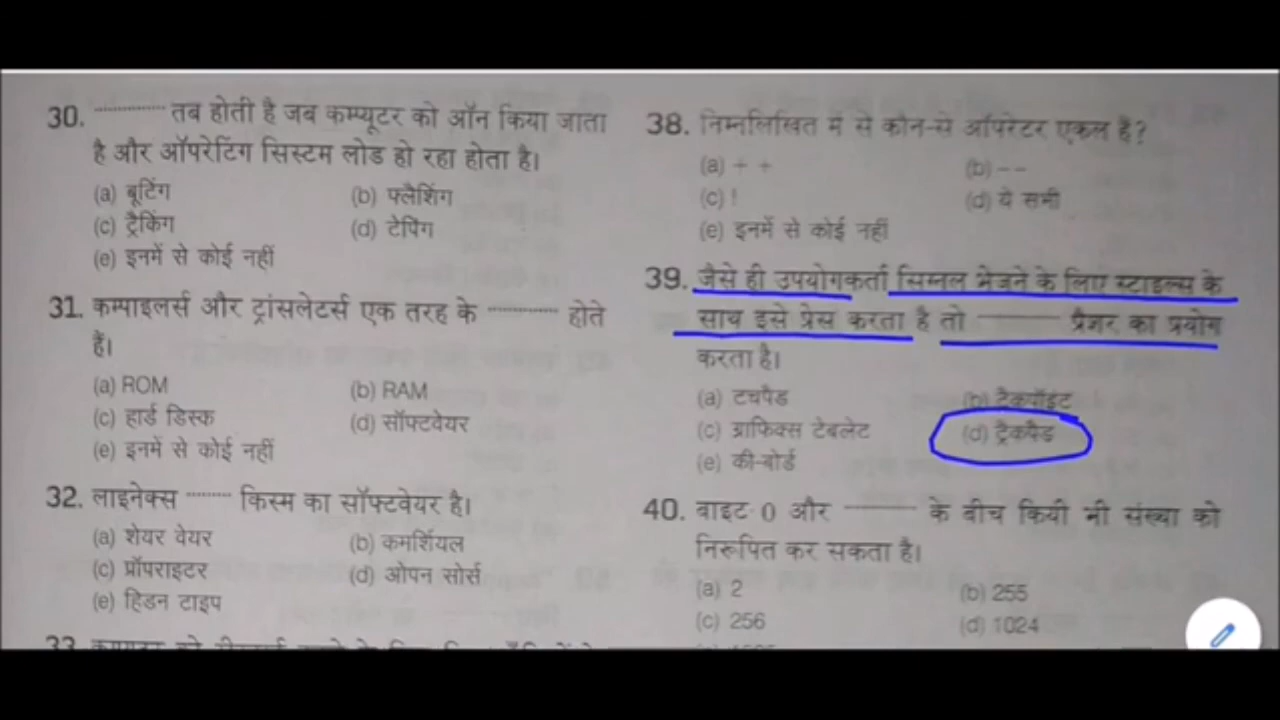 30. ............ तब होती है जब कम्प्यूटर को ऑन किया जाता
है और ऑपरेटिंग सिस्टम लोड हो रहा होता है।
(a) बूटिंग (b) फ्लैशिंग
(c) ट्रैकिंग (d) टेपिंग
(e) इनमें से कोई नहीं
31. कम्पाइलर्स और ट्रांसलेटर्स एक तरह के ............ होते
हैं।
(a) ROM (b) RAM
(c) हार्ड डिस्क (d) सॉफ्टवेयर
(e) इनमें से कोई नहीं
32. लाइनेक्स ........ किस्म का सॉफ्टवेयर है।
(a) शेयर वेयर (b) कमर्शियल
(c) प्रॉपराइटर (d) ओपन सोर्स
(e) हिडन टाइप
33.
38. निम्नलिखित में से कौन-से ऑपरेटर एकल है?
(a) + + (b) – –
(c) ! (d) ये सभी
(e) इनमें से कोई नहीं
39. जैसे ही उपयोगकर्ता सिग्नल भेजने के लिए स्टाइल्स के
साथ इसे प्रेस करता है तो ............ प्रैशर का प्रयोग
करता है।
(a) टचपैड (b) ट्रैकपॉइंट
(c) ग्राफिक्स टेबलेट (d) ट्रैकपैड
(e) की-बोर्ड
40. बाइट 0 और ............ के बीच कियी भी संख्या को
निरूपित कर सकता है।
(a) 2 (b) 255
(c) 256 (d) 1024